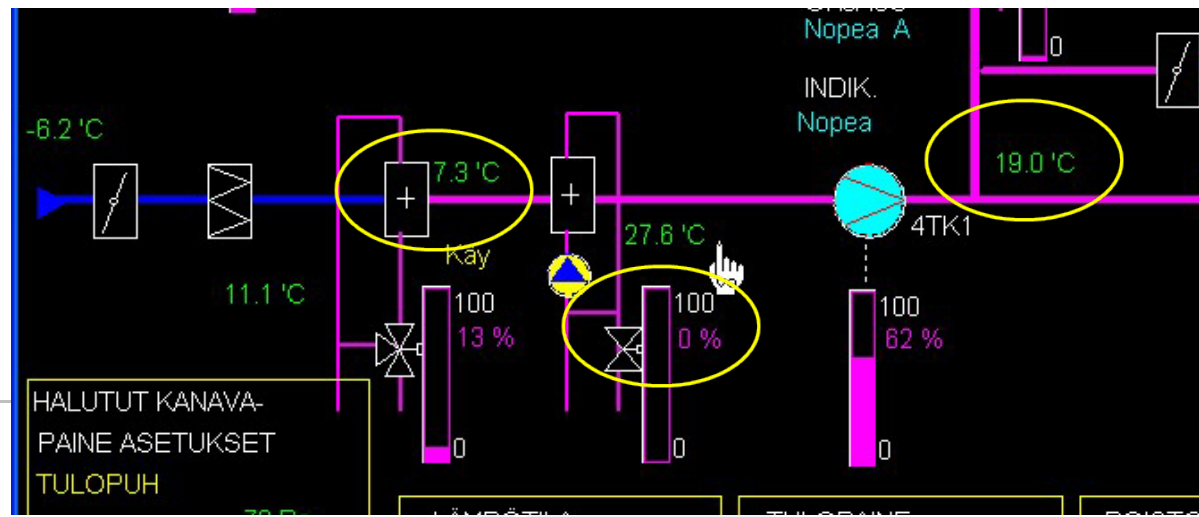 Nopea A
0
INDIK.
Nopea
-6.2 'C
7.3 'C
19.0 'C
4TK1
27.6 'C
Käy
11.1 'C
100
13 %
0
100
0 %
0
100
62 %
0
HALUTUT KANAVA-
PAINE ASETUKSET
TULOPUH